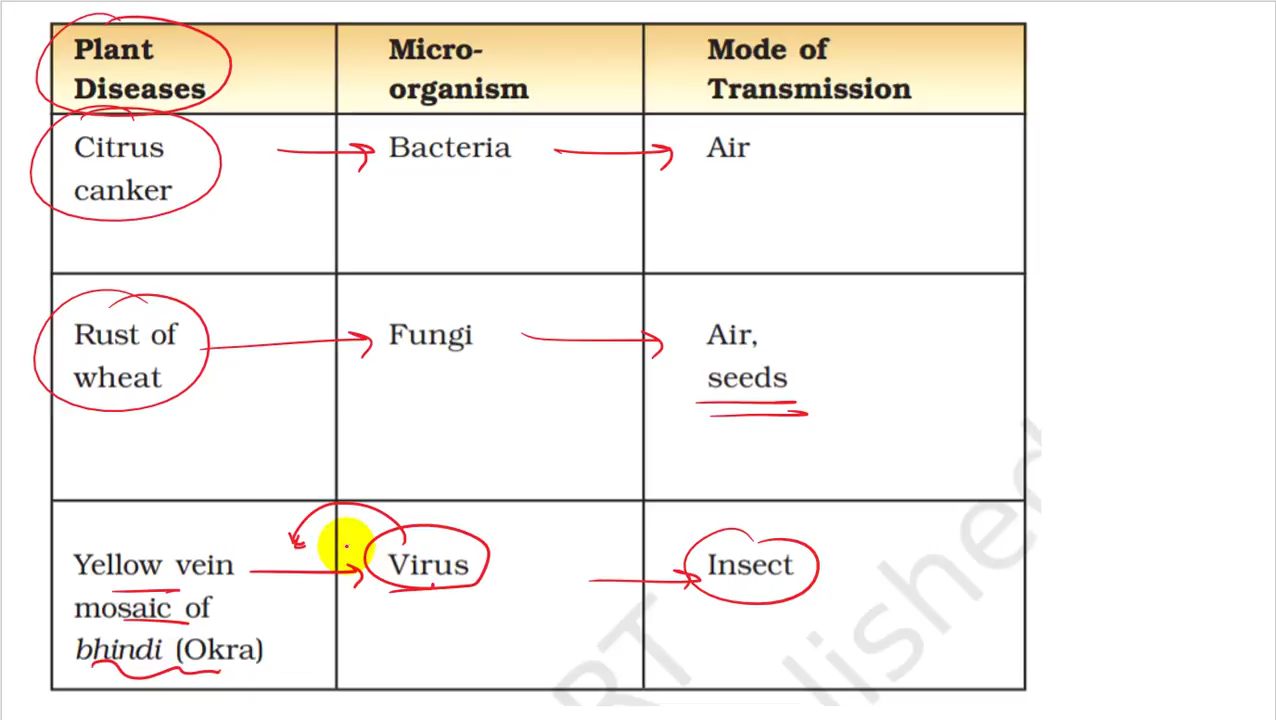 Plant
Diseases
Micro-
organism
Mode of
Transmission
Citrus
canker
Bacteria
Air
Rust of
wheat
Fungi
Air,
seeds
Yellow vein
mosaic of
bhindi (Okra)
Virus
Insect